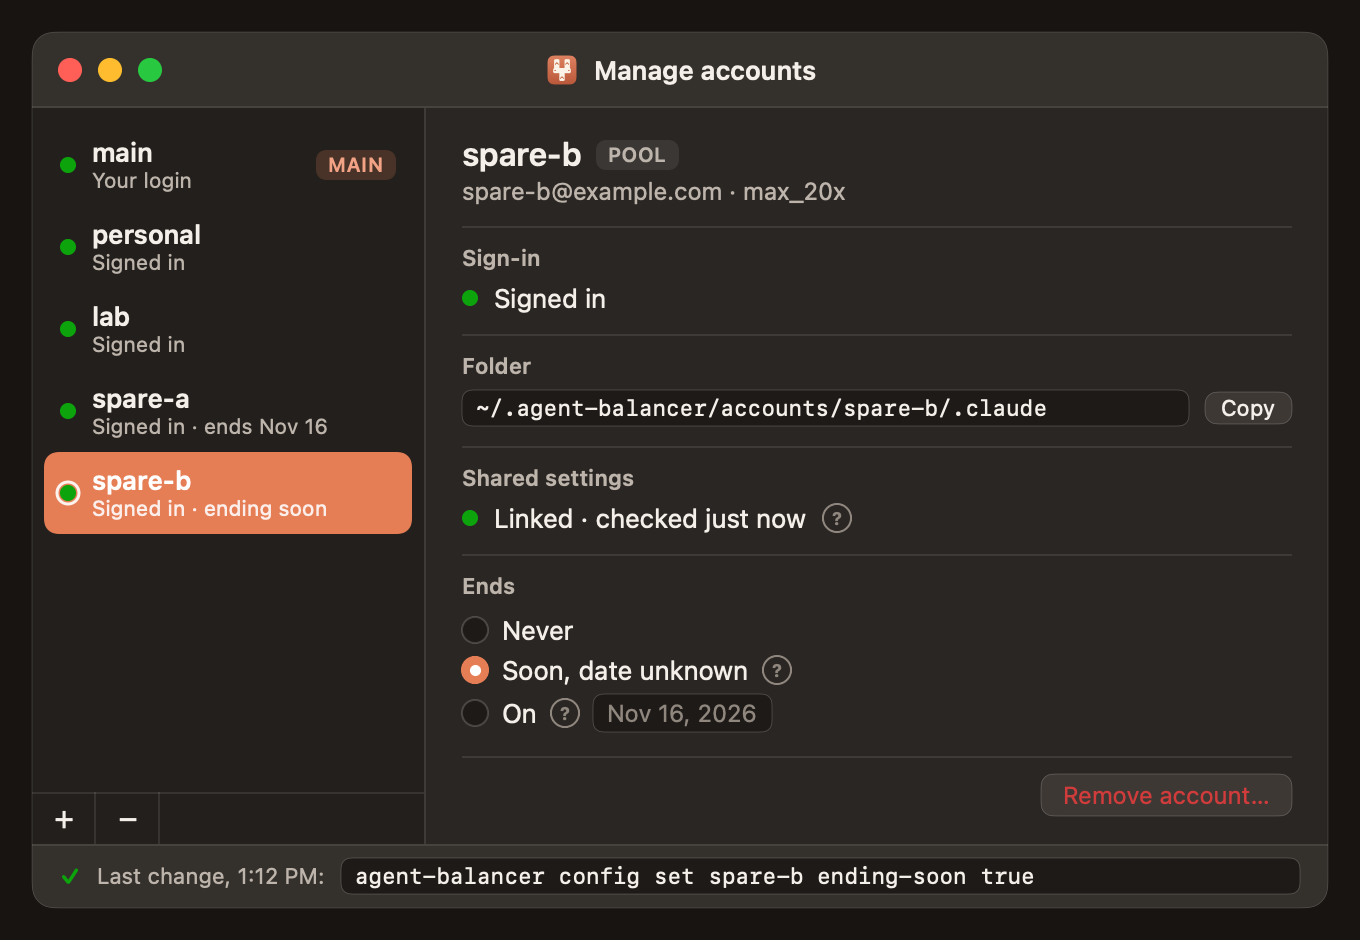 Manage accounts
main
Your login
MAIN
personal
Signed in
lab
Signed in
spare-a
Signed in · ends Nov 16
spare-b
Signed in · ending soon
+
−
spare-b POOL
spare-b@example.com · max_20x
Sign-in
Signed in
Folder
~/.agent-balancer/accounts/spare-b/.claude
Copy
Shared settings
Linked · checked just now ?
Ends
Never
Soon, date unknown ?
On ? Nov 16, 2026
Remove account...
Last change, 1:12 PM: agent-balancer config set spare-b ending-soon true